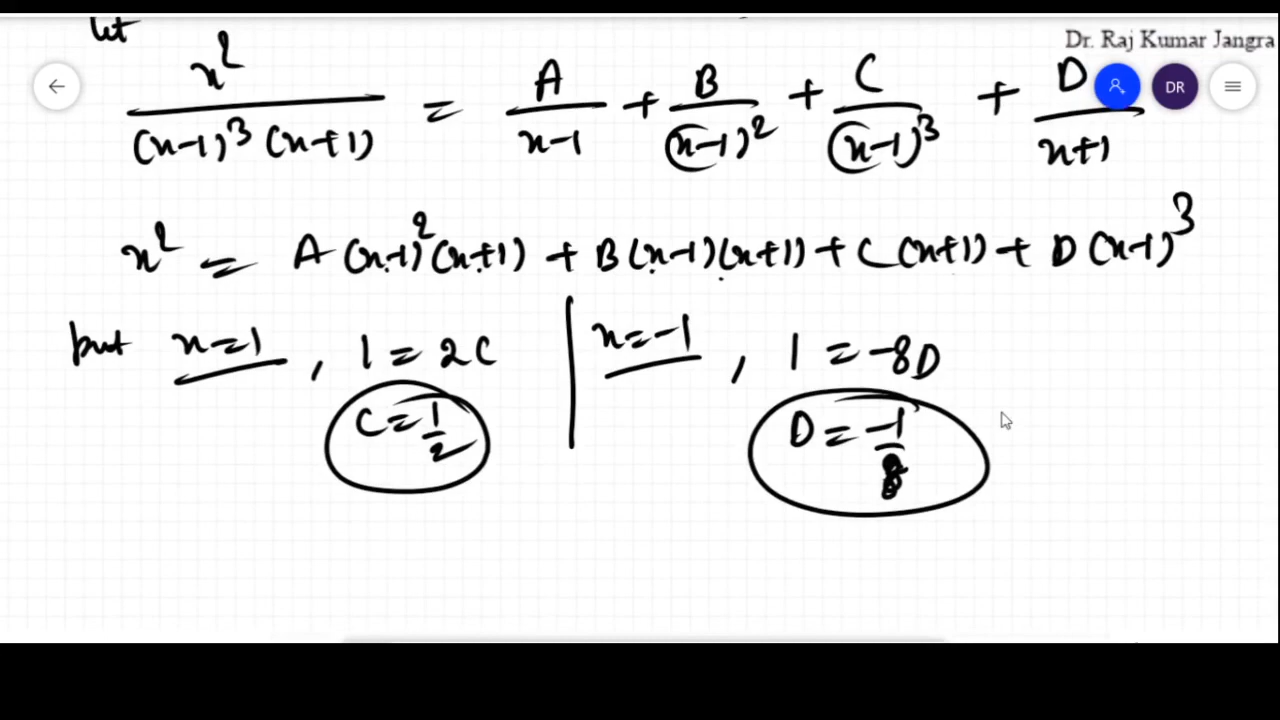 Dr. Raj Kumar Jangra
let
x² / (x-1)³ (x+1) = A / x-1 + B / (x-1)² + C / (x-1)³ + D / x+1
DR
x² = A (x-1)² (x+1) + B (x-1) (x+1) + C (x+1) + D (x-1)³
put x=1 , 1 = 2C | x=-1 , 1 = -8D
C = 1/2 D = -1/8